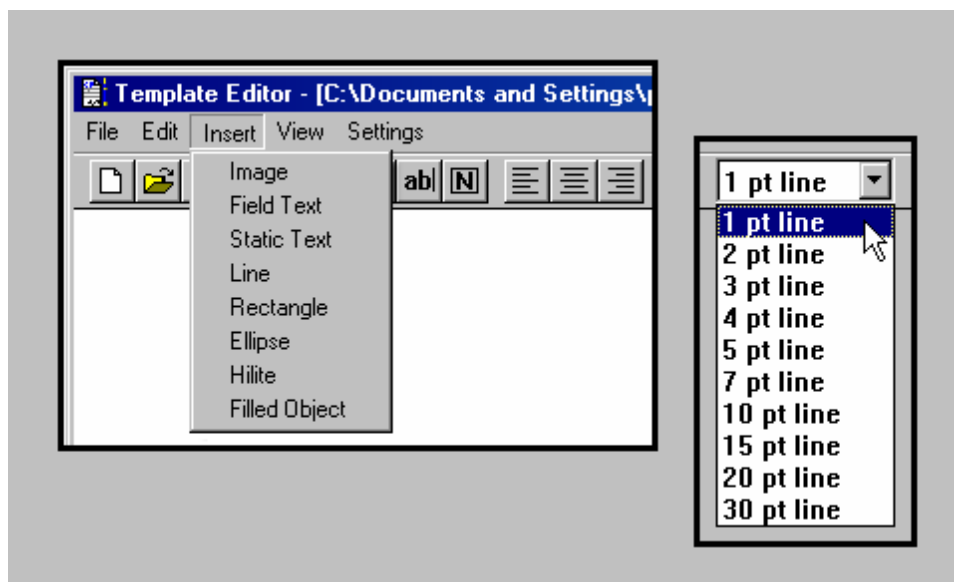 Template Editor - [C:\Documents and Settings\
File Edit Insert View Settings
ab N
Image
Field Text
Static Text
Line
Rectangle
Ellipse
Hilite
Filled Object
1 pt line
1 pt line
2 pt line
3 pt line
4 pt line
5 pt line
7 pt line
10 pt line
15 pt line
20 pt line
30 pt line